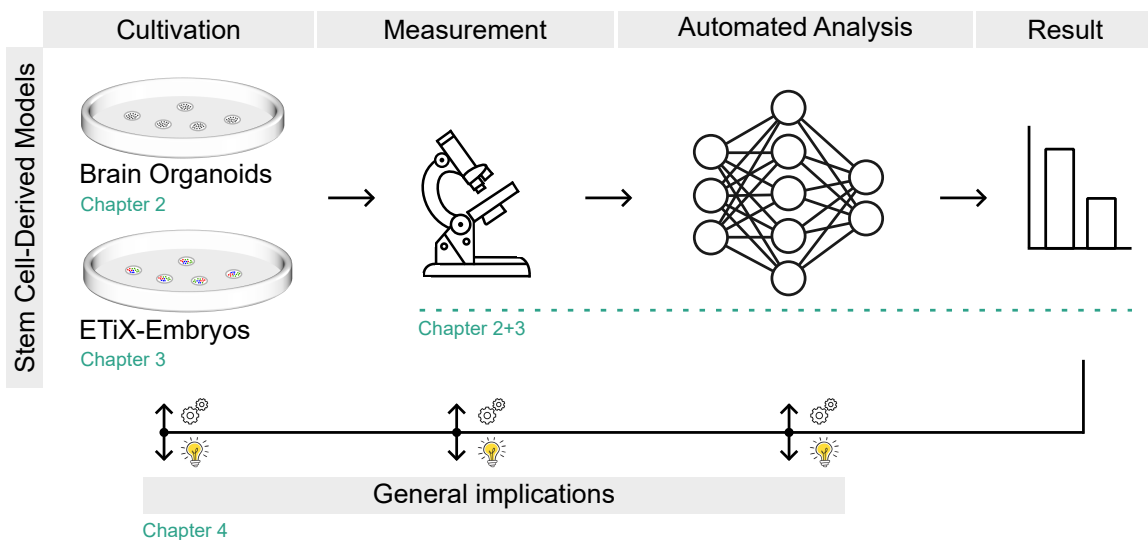 Cultivation
Measurement
Automated Analysis
Result
Stem Cell-Derived Models
Brain Organoids
Chapter 2
ETiX-Embryos
Chapter 3
Chapter 2+3
General implications
Chapter 4